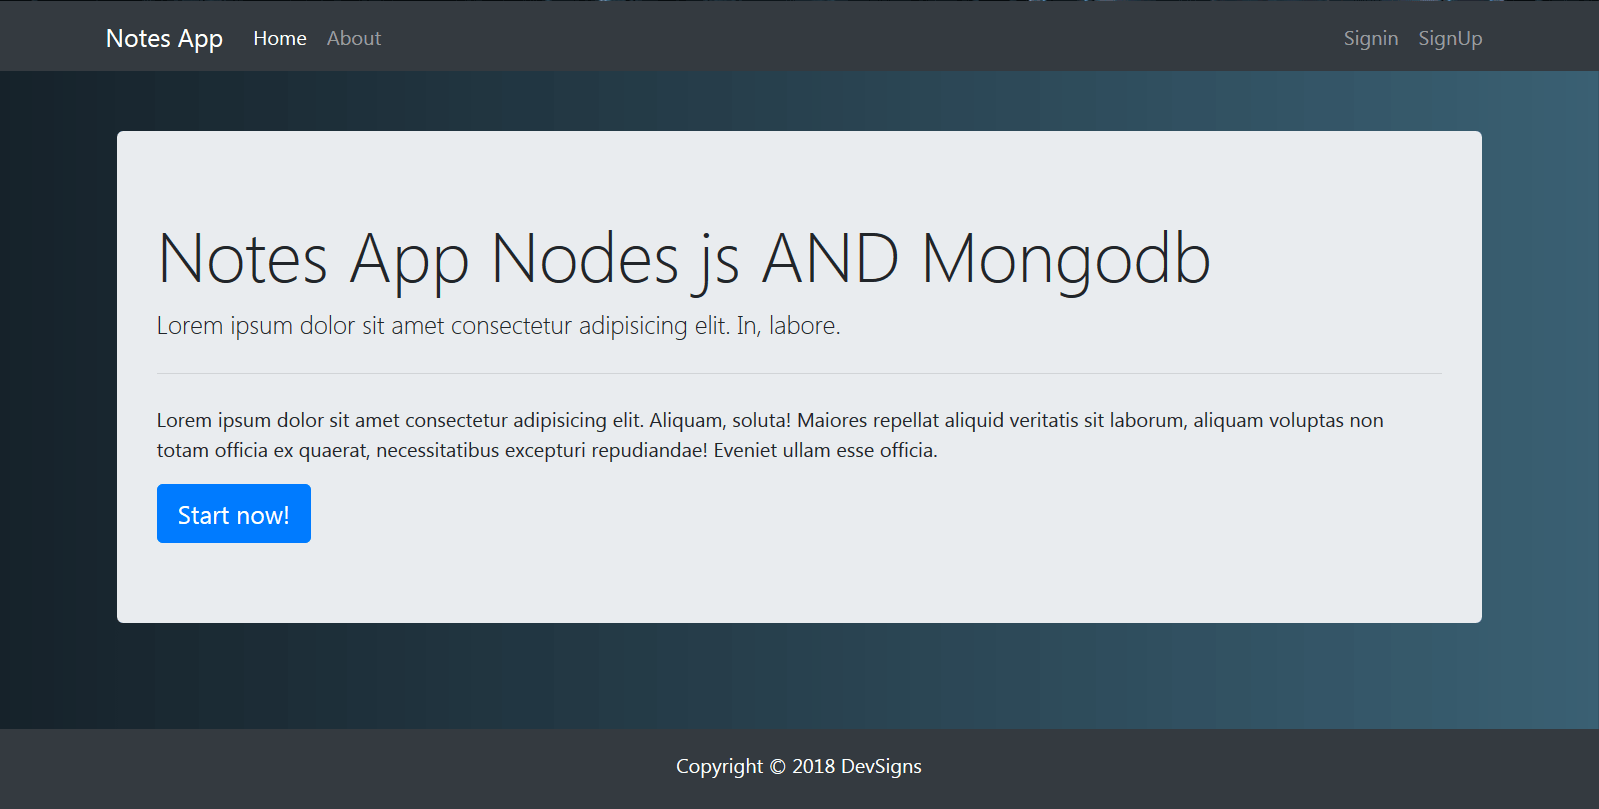 Notes App Home About Signin SignUp
Notes App Nodes js AND Mongodb
Lorem ipsum dolor sit amet consectetur adipisicing elit. In, labore.
Lorem ipsum dolor sit amet consectetur adipisicing elit. Aliquam, soluta! Maiores repellat aliquid veritatis sit laborum, aliquam voluptas non
totam officia ex quaerat, necessitatibus excepturi repudiandae! Eveniet ullam esse officia.
Start now!
Copyright © 2018 DevSigns